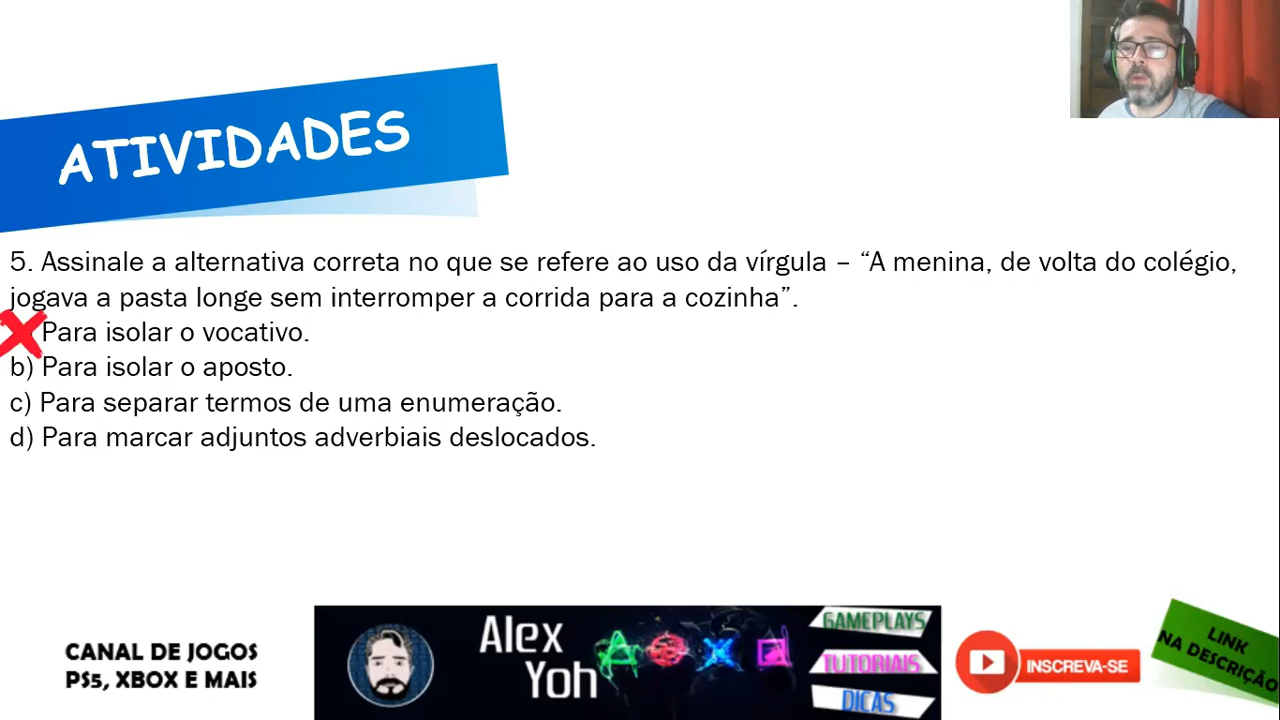 ATIVIDADES
5. Assinale a alternativa correta no que se refere ao uso da vírgula – “A menina, de volta do colégio,
jogava a pasta longe sem interromper a corrida para a cozinha”.
Para isolar o vocativo.
b) Para isolar o aposto.
c) Para separar termos de uma enumeração.
d) Para marcar adjuntos adverbiais deslocados.
CANAL DE JOGOS
PS5, XBOX E MAIS
Alex
Yoh
GAMEPLAYS
TUTORIAIS
DICAS
INSCREVA-SE
LINK
NA DESCRIÇÃO